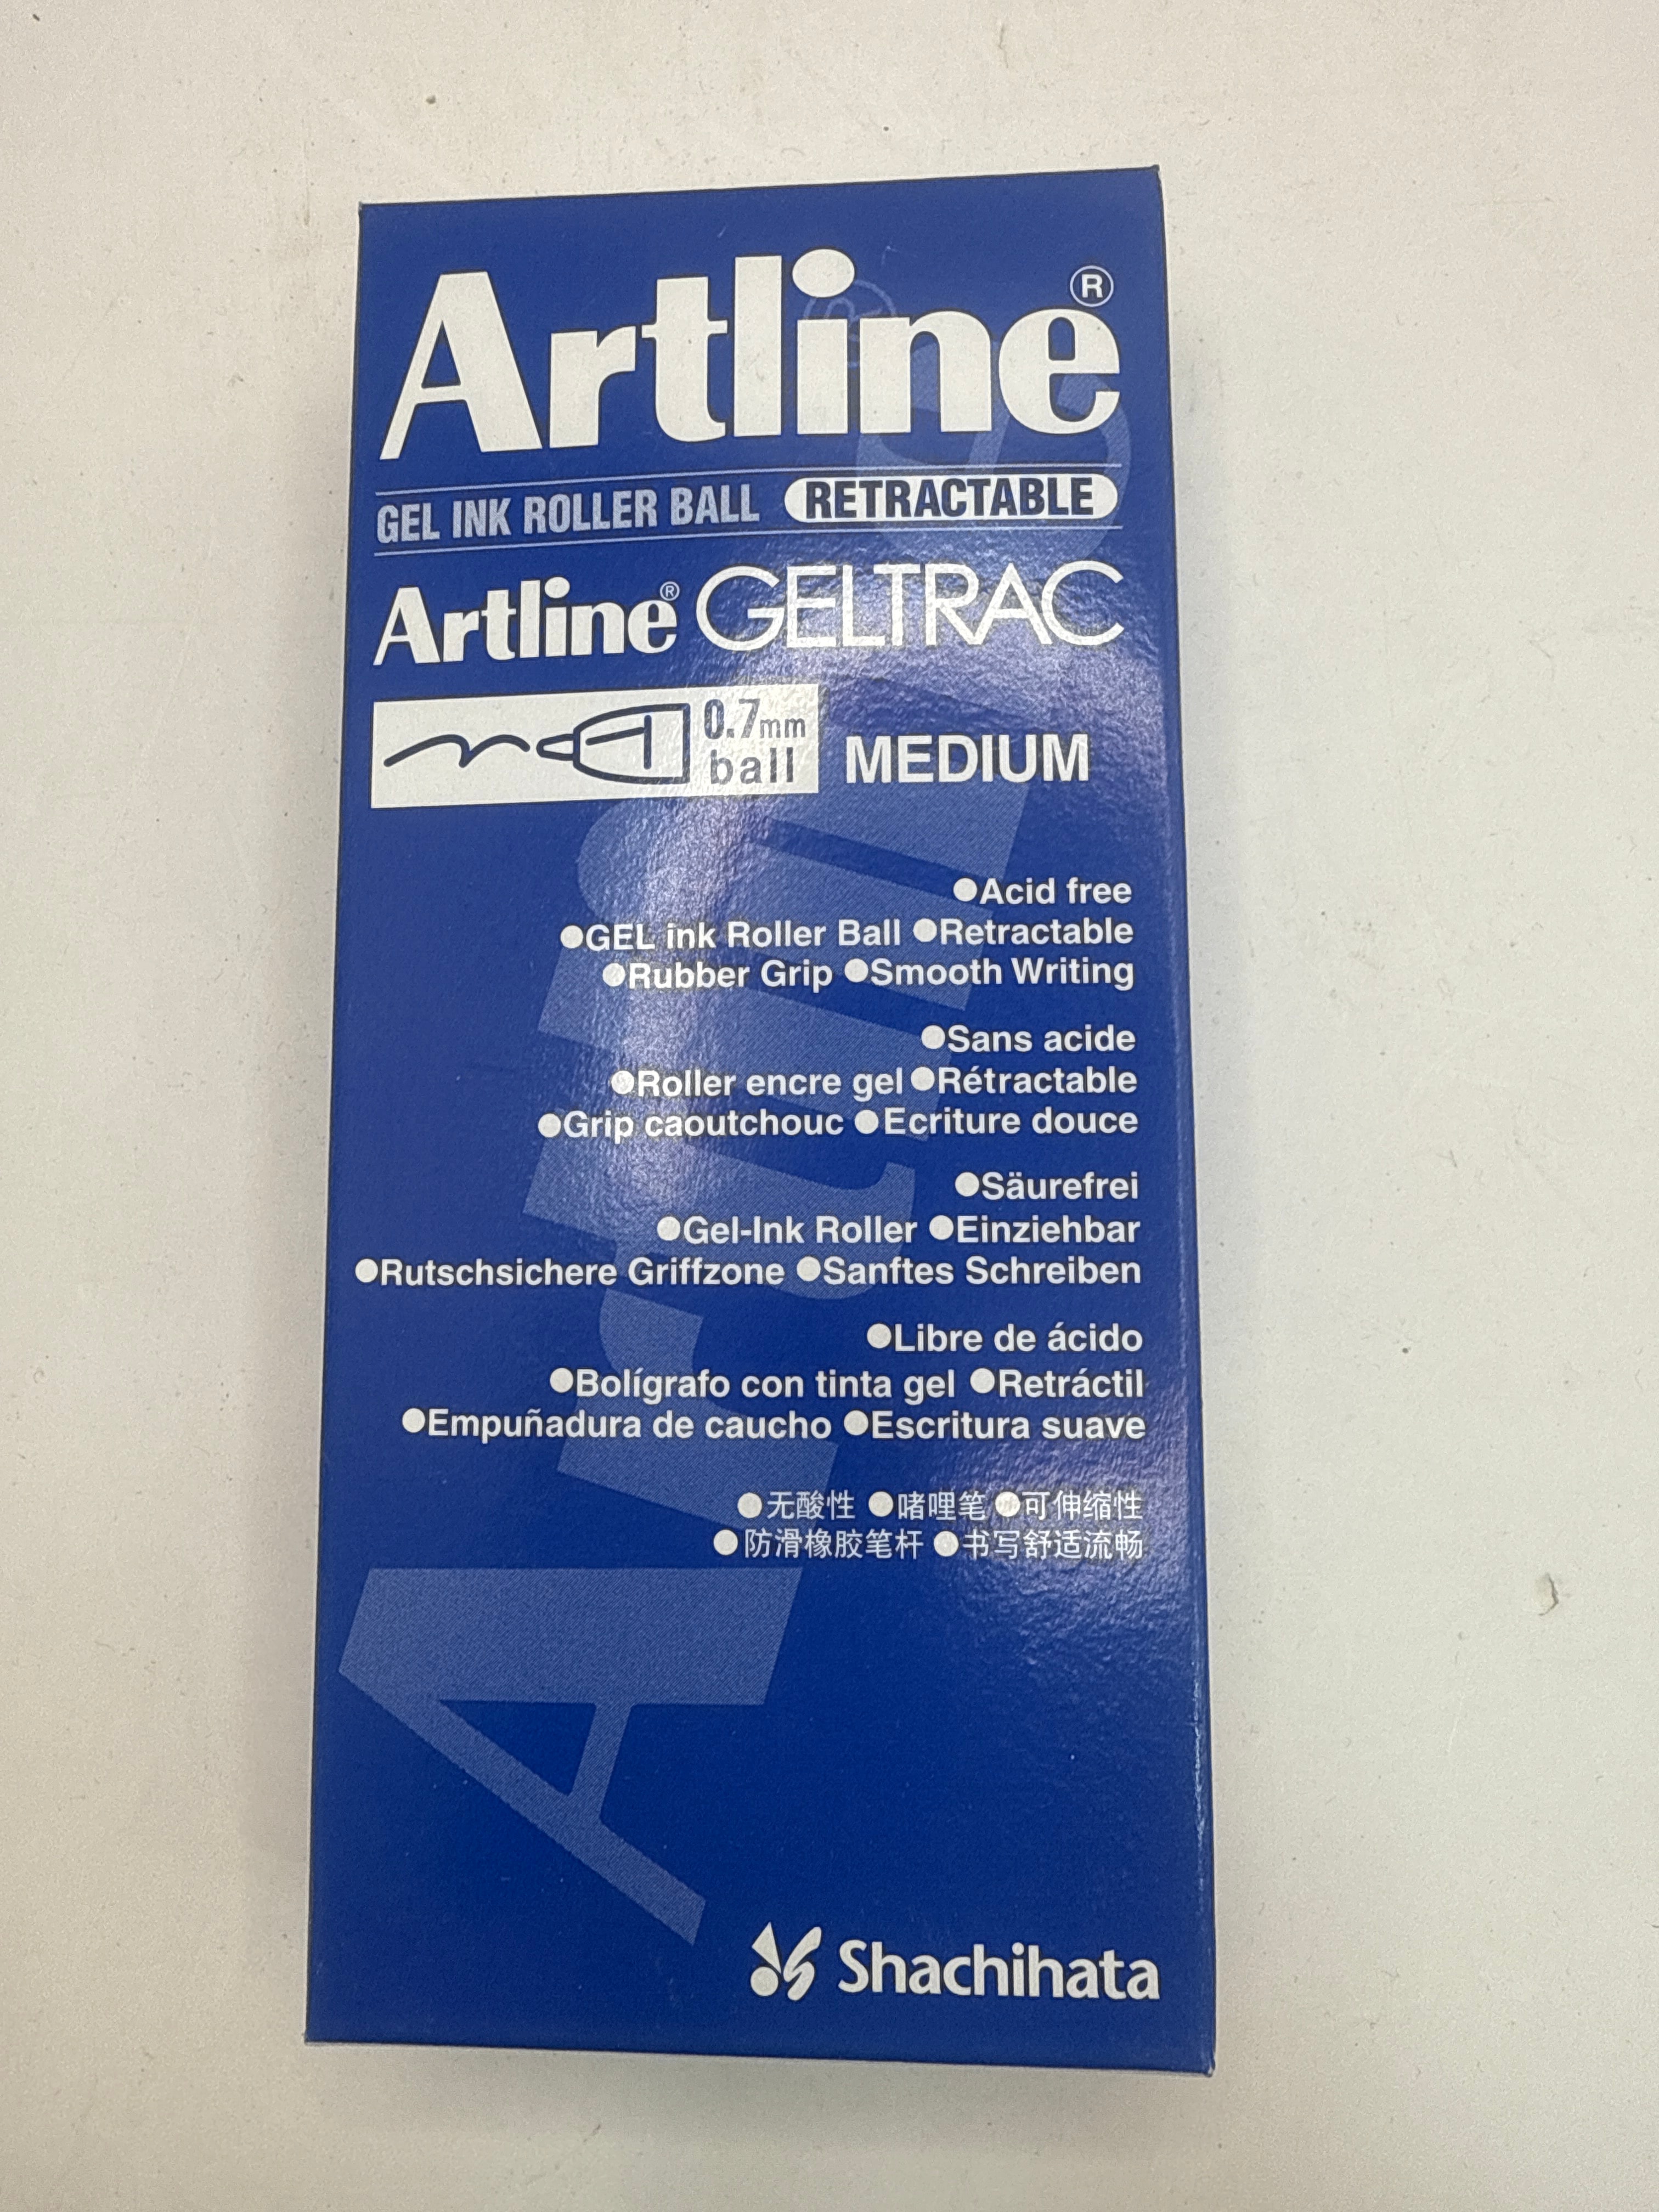 Artline®
GEL INK ROLLER BALL RETRACTABLE
Artline® GELTRAC
0.7mm
ball
MEDIUM
●Acid free
●GEL ink Roller Ball ●Retractable
●Rubber Grip ●Smooth Writing
●Sans acide
●Roller encre gel ●Rétractable
●Grip caoutchouc ●Ecriture douce
●Säurefrei
●Gel-Ink Roller ●Einziehbar
●Rutschsichere Griffzone ●Sanftes Schreiben
●Libre de ácido
●Bolígrafo con tinta gel ●Retráctil
●Empuñadura de caucho ●Escritura suave
●无酸性 ●啫哩笔 ●可伸缩性
●防滑橡胶笔杆 ●书写舒适流畅
Artline®
Shachihata